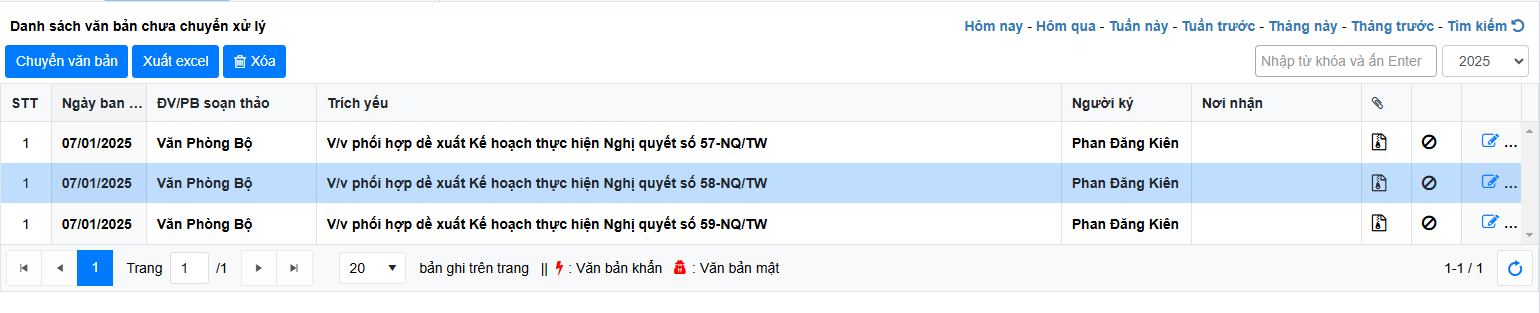 Danh sách văn bản chưa chuyển xử lý
Hôm nay - Hôm qua - Tuần này - Tuần trước - Tháng này - Tháng trước - Tìm kiếm
Chuyển văn bản Xuất excel Xóa
Nhập từ khóa và ấn Enter 2025
STT Ngày ban ... ĐV/PB soạn thảo Trích yếu Người ký Nơi nhận
1 07/01/2025 Văn Phòng Bộ V/v phối hợp dề xuất Kế hoạch thực hiện Nghị quyết số 57-NQ/TW Phan Đăng Kiên ...
1 07/01/2025 Văn Phòng Bộ V/v phối hợp dề xuất Kế hoạch thực hiện Nghị quyết số 58-NQ/TW Phan Đăng Kiên ...
1 07/01/2025 Văn Phòng Bộ V/v phối hợp dề xuất Kế hoạch thực hiện Nghị quyết số 59-NQ/TW Phan Đăng Kiên ...
1 Trang 1 /1 20 bản ghi trên trang || : Văn bản khẩn : Văn bản mật 1-1 / 1